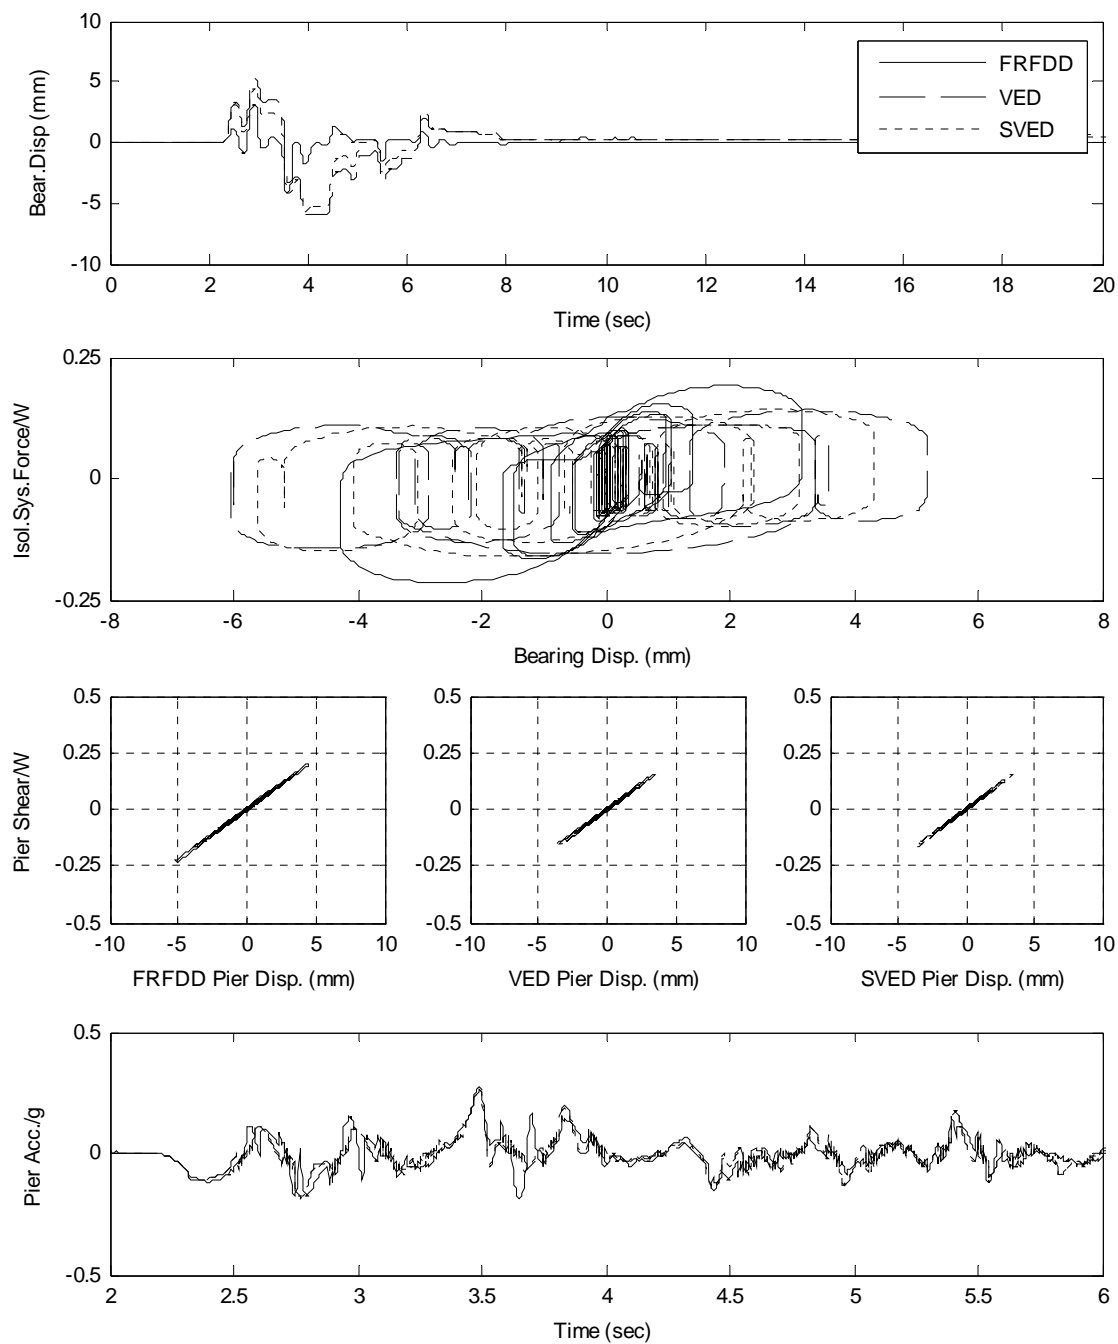 10
5
0
-5
-10
Bear.Disp (mm)
FRFDD
VED
SVED
0 2 4 6 8 10 12 14 16 18 20
Time (sec)
0.25
0
-0.25
Isol.Sys.Force/W
-8 -6 -4 -2 0 2 4 6 8
Bearing Disp. (mm)
Pier Shear/W
0.5
0.25
0
-0.25
-0.5
-10 -5 0 5 10
FRFDD Pier Disp. (mm)
0.5
0.25
0
-0.25
-0.5
-10 -5 0 5 10
VED Pier Disp. (mm)
0.5
0.25
0
-0.25
-0.5
-10 -5 0 5 10
SVED Pier Disp. (mm)
0.5
0
-0.5
Pier Acc./g
2 2.5 3 3.5 4 4.5 5 5.5 6
Time (sec)